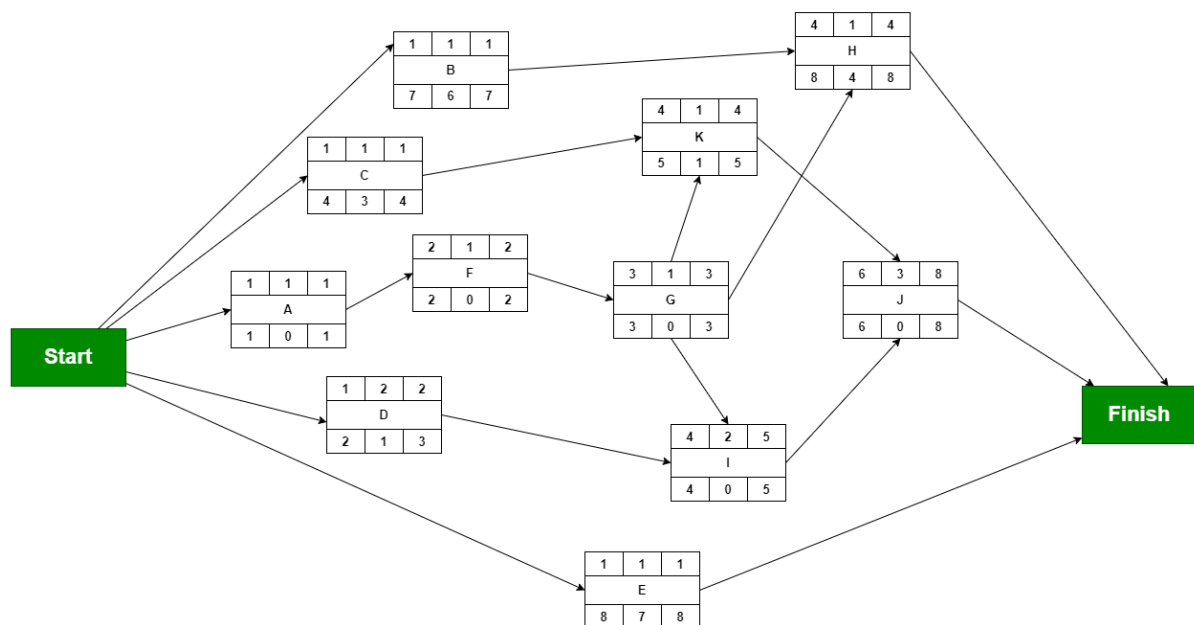 4 1 4
H
8 4 8
1 1 1
B
7 6 7
4 1 4
K
5 1 5
1 1 1
C
4 3 4
2 1 2
F
2 0 2
3 1 3
G
3 0 3
6 3 8
J
6 0 8
1 1 1
A
1 0 1
Start
1 2 2
D
2 1 3
Finish
4 2 5
I
4 0 5
1 1 1
E
8 7 8